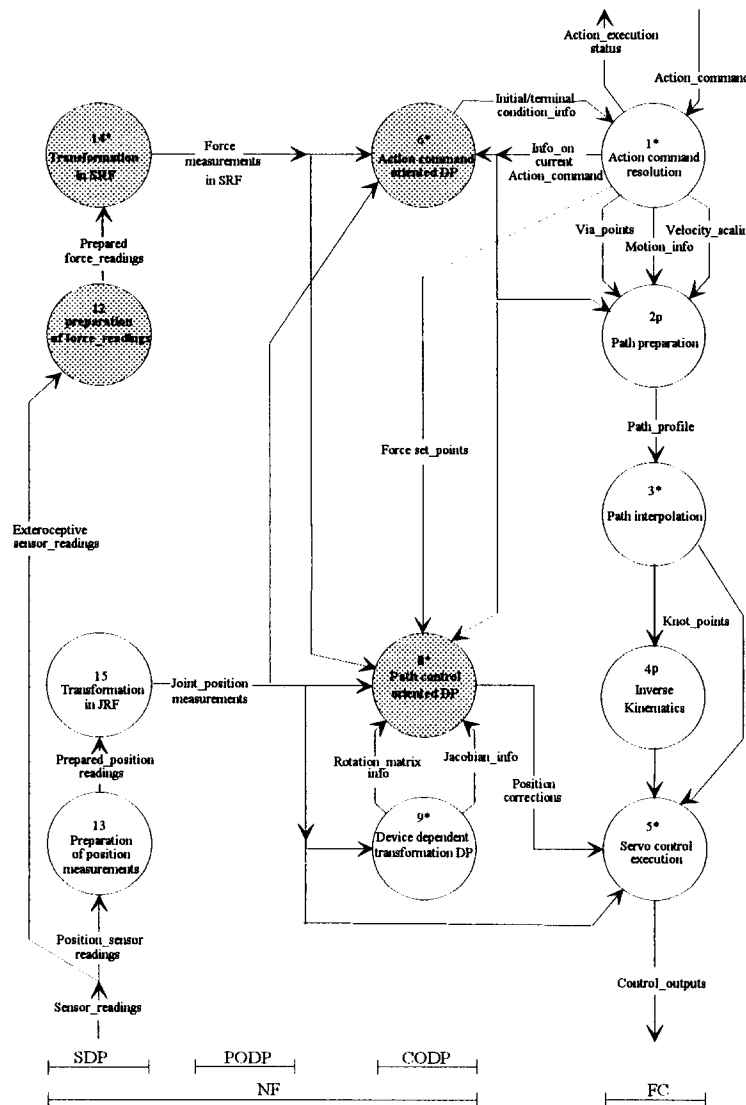 Action_execution
status
Action_command
Initial/terminal
condition_info
14*
Transformation
in SRF
Force
measurements
in SRF
6*
Action command
oriented DP
Info_on
current
Action_command
1*
Action command
resolution
Via_points
Motion_info
Velocity_scalin
Prepared
force_readings
12
preparation
of force_readings
2p
Path preparation
Path_profile
Force set_points
3*
Path interpolation
Exteroceptive
sensor_readings
Knot_points
15
Transformation
in JRF
Joint_position
measurements
8*
Path control
oriented DP
4p
Inverse
Kinematics
Prepared_position
readings
Rotation_matrix
info
Jacobian_info
Position
corrections
13
Preparation
of position
measurements
9*
Device dependent
transformation DP
5*
Servo control
execution
Position_sensor
readings
Sensor_readings
Control_outputs
SDP
PODP
CODP
NF
FC